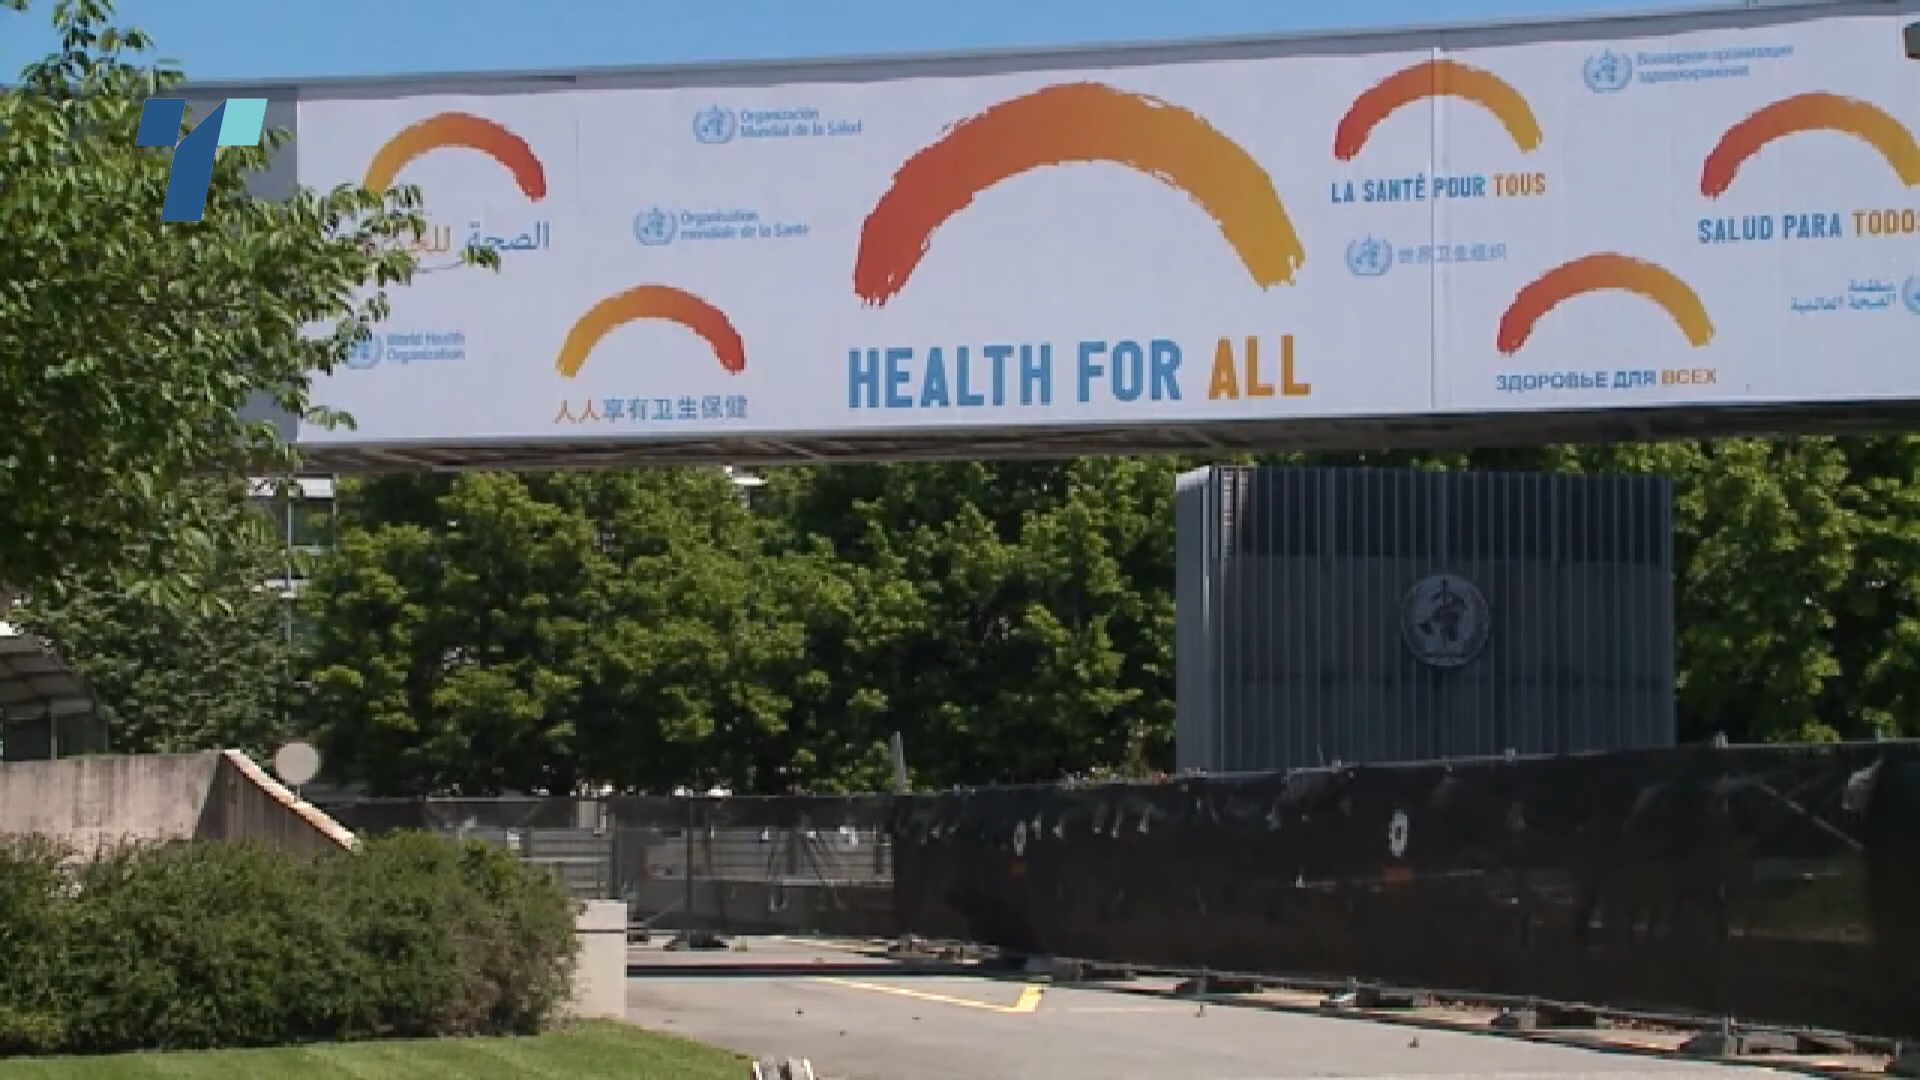 Organización
Mundial de la Salud
Organisation
mondiale de la Santé
الصحة
World Health
Organization
人人享有卫生保健
HEALTH FOR ALL
LA SANTÉ POUR TOUS
世界卫生组织
Всемирная организация
здравоохранения
SALUD PARA TODO
ЗДОРОВЬЕ ДЛЯ ВСЕХ
منظمة
الصحة العالمية